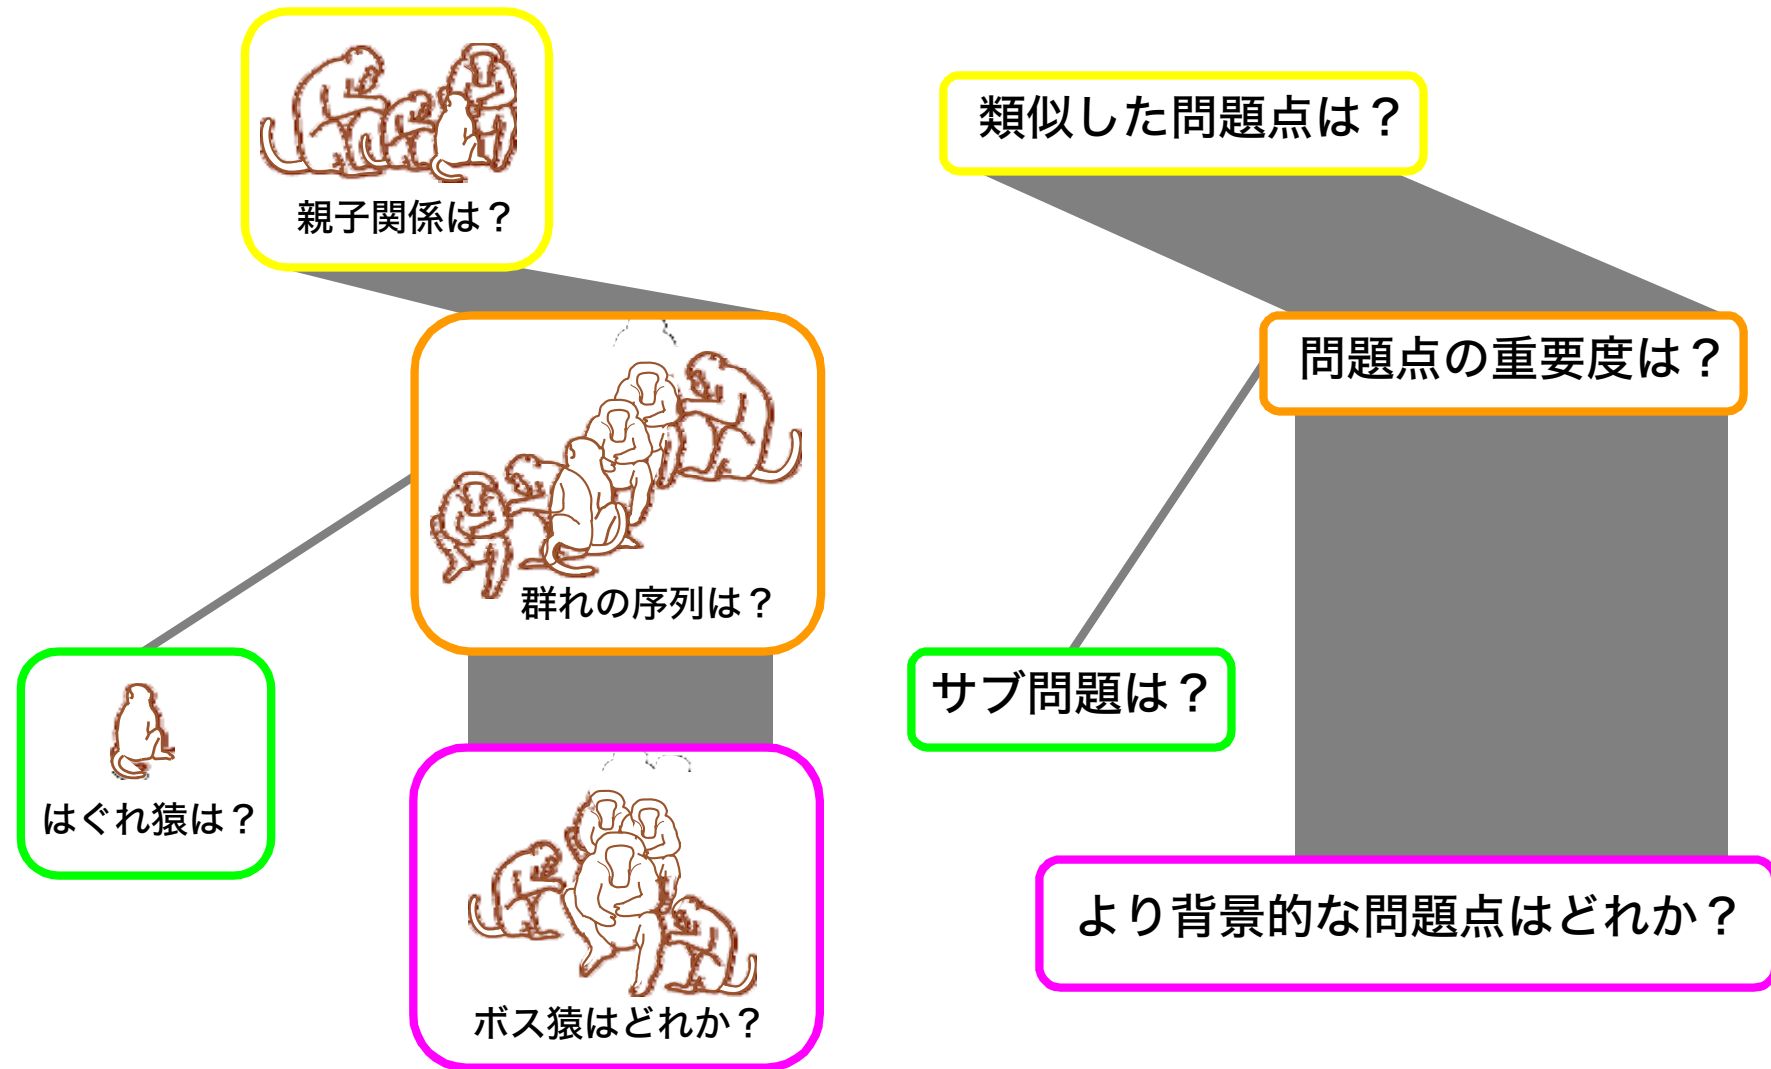 親子関係は？
群れの序列は？
はぐれ猿は？
ボス猿はどれか？
類似した問題点は？
問題点の重要度は？
サブ問題は？
より背景的な問題点はどれか？